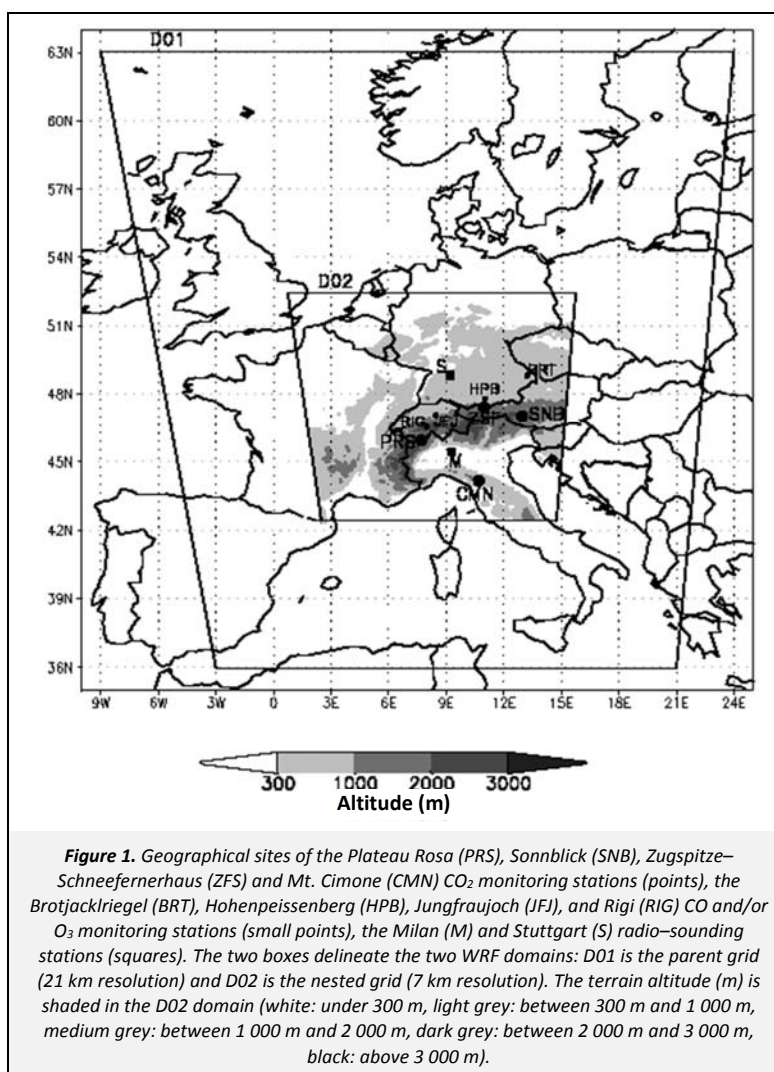 D01
63N
60N
57N
54N
D02
51N
S
BRT
48N
HPB
RIG JFJ ZSF SNB
PRS
45N
M
CMN
42N
39N
36N
9W 6W 3W 0 3E 6E 9E 12E 15E 18E 21E 24E
300 1000 2000 3000
Altitude (m)
Figure 1. Geographical sites of the Plateau Rosa (PRS), Sonnblick (SNB), Zugspitze–
Schneefernerhaus (ZFS) and Mt. Cimone (CMN) CO₂ monitoring stations (points), the
Brotjacklriegel (BRT), Hohenpeissenberg (HPB), Jungfraujoch (JFJ), and Rigi (RIG) CO and/or
O₃ monitoring stations (small points), the Milan (M) and Stuttgart (S) radio–sounding
stations (squares). The two boxes delineate the two WRF domains: D01 is the parent grid
(21 km resolution) and D02 is the nested grid (7 km resolution). The terrain altitude (m) is
shaded in the D02 domain (white: under 300 m, light grey: between 300 m and 1 000 m,
medium grey: between 1 000 m and 2 000 m, dark grey: between 2 000 m and 3 000 m,
black: above 3 000 m).